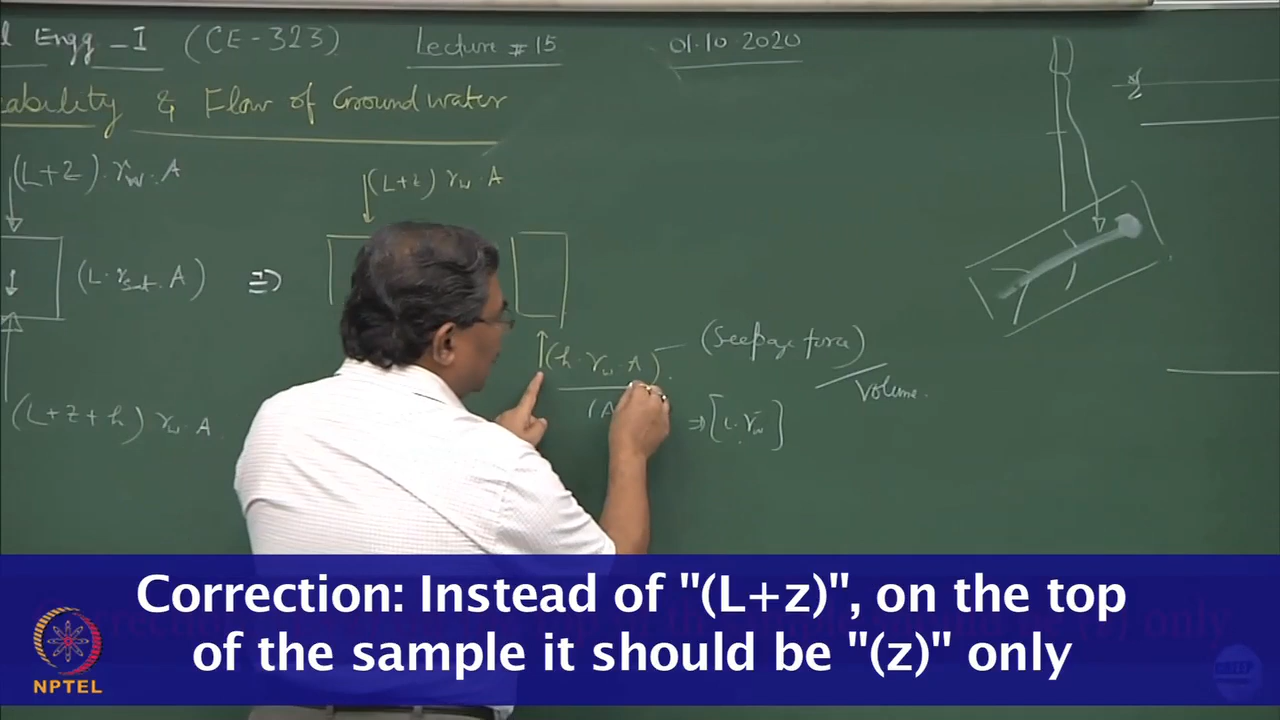 Engg _ I (CE-323) Lecture # 15 01.10.2020
& Flow of Groundwater
(L+Z) · γw · A
(L+z) γw · A
(L · γsat · A) ⇒
(h · γw · A) (Seepage force)
/ Volume.
(L+z+h) γw · A
(A
⇒ [i · γw]
Correction: Instead of "(L+z)", on the top
of the sample it should be "(z)" only
NPTEL